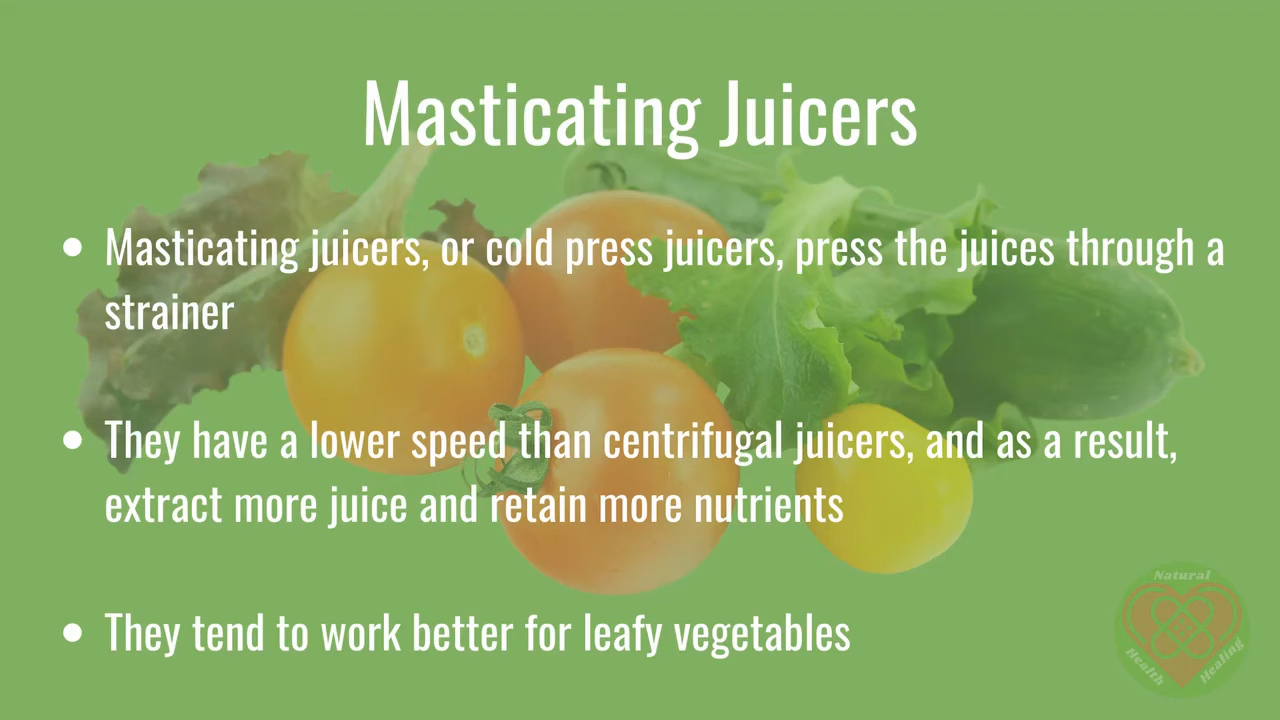 Masticating Juicers
• Masticating juicers, or cold press juicers, press the juices through a
strainer
• They have a lower speed than centrifugal juicers, and as a result,
extract more juice and retain more nutrients
• They tend to work better for leafy vegetables
Natural
Health Healing